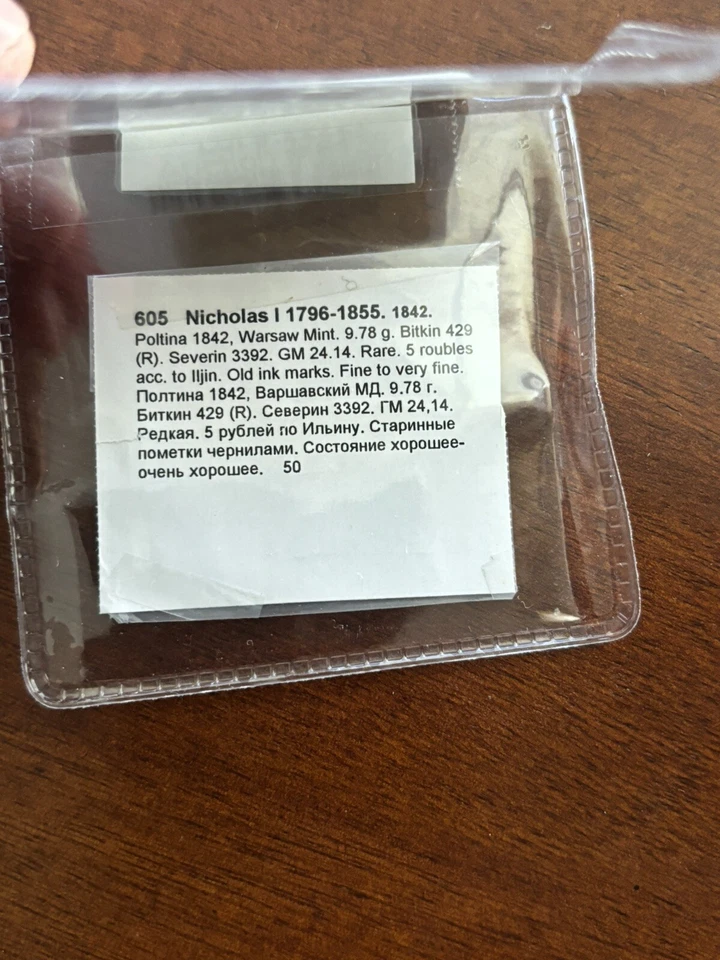 605 Nicholas I 1796-1855. 1842.
Poltina 1842, Warsaw Mint. 9.78 g. Bitkin 429
(R). Severin 3392. GM 24.14. Rare. 5 roubles
acc. to Iljin. Old ink marks. Fine to very fine.
Полтина 1842, Варшавский МД. 9.78 г.
Биткин 429 (R). Северин 3392. ГМ 24,14.
Редкая. 5 рублей по Ильину. Старинные
пометки чернилами. Состояние хорошее-
очень хорошее. 50